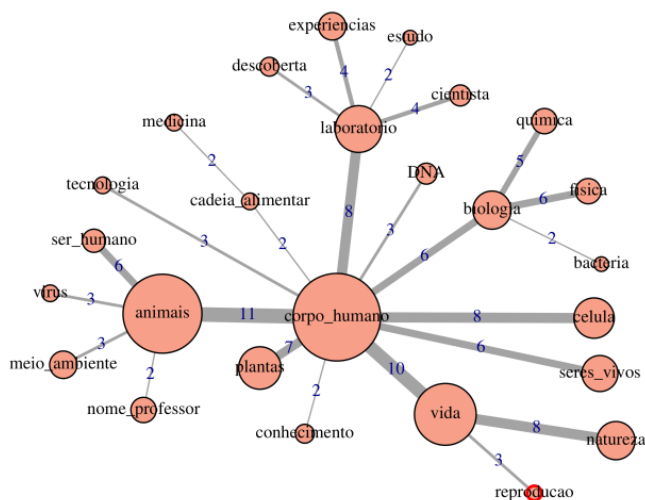 experiencias
estudo
descoberta
4
2
3
cientista
4
medicina
laboratorio
quimica
2
DNA
5
tecnologia
cadeia_alimentar
fisica
8
6
biologia
3
3
2
ser_humano
6
2
bacteria
6
virus
3
animais
11
corpo_humano
8
celula
3
7
6
meio_ambiente
plantas
10
seres_vivos
2
2
nome_professor
vida
8
conhecimento
natureza
3
reproducao